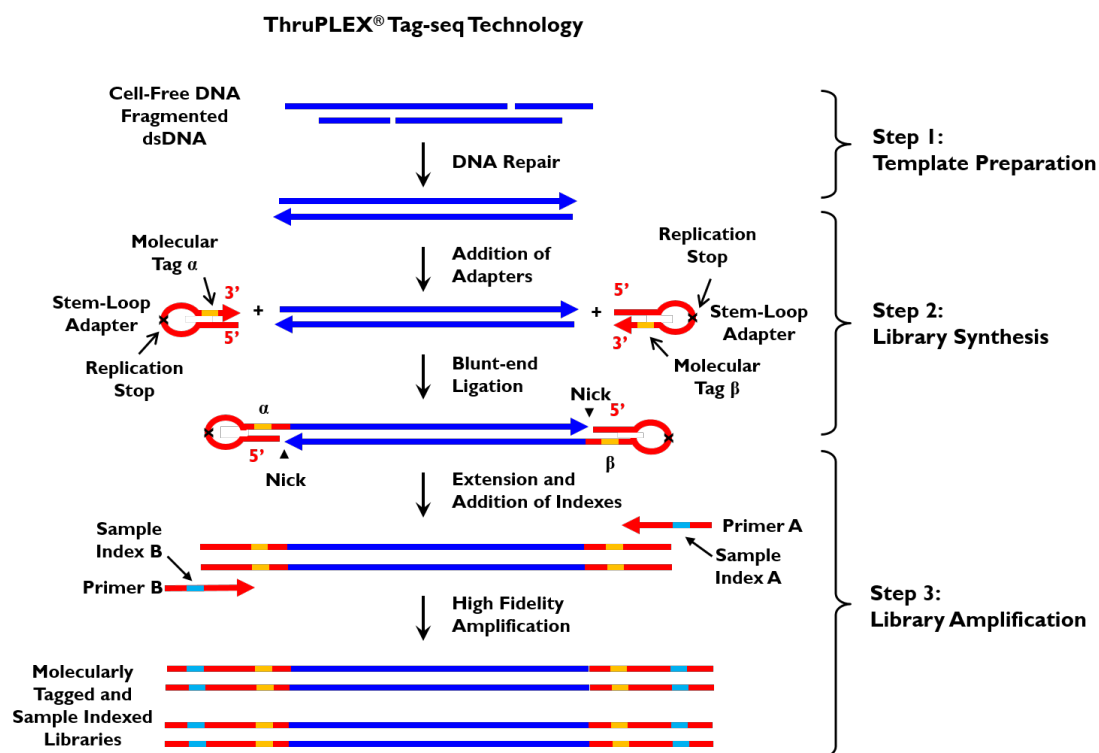 ThruPLEX® Tag-seq Technology
Cell-Free DNA
Fragmented
dsDNA
DNA Repair
Step 1:
Template Preparation
Molecular
Tag α
Addition of
Adapters
Replication
Stop
Stem-Loop
Adapter
3’
5’
+
+
5’
3’
Stem-Loop
Adapter
Replication
Stop
Blunt-end
Ligation
Molecular
Tag β
Step 2:
Library Synthesis
α
5’
Nick
Nick
5’
β
Extension and
Addition of Indexes
Sample
Index B
Primer B
Primer A
Sample
Index A
High Fidelity
Amplification
Step 3:
Library Amplification
Molecularly
Tagged and
Sample Indexed
Libraries